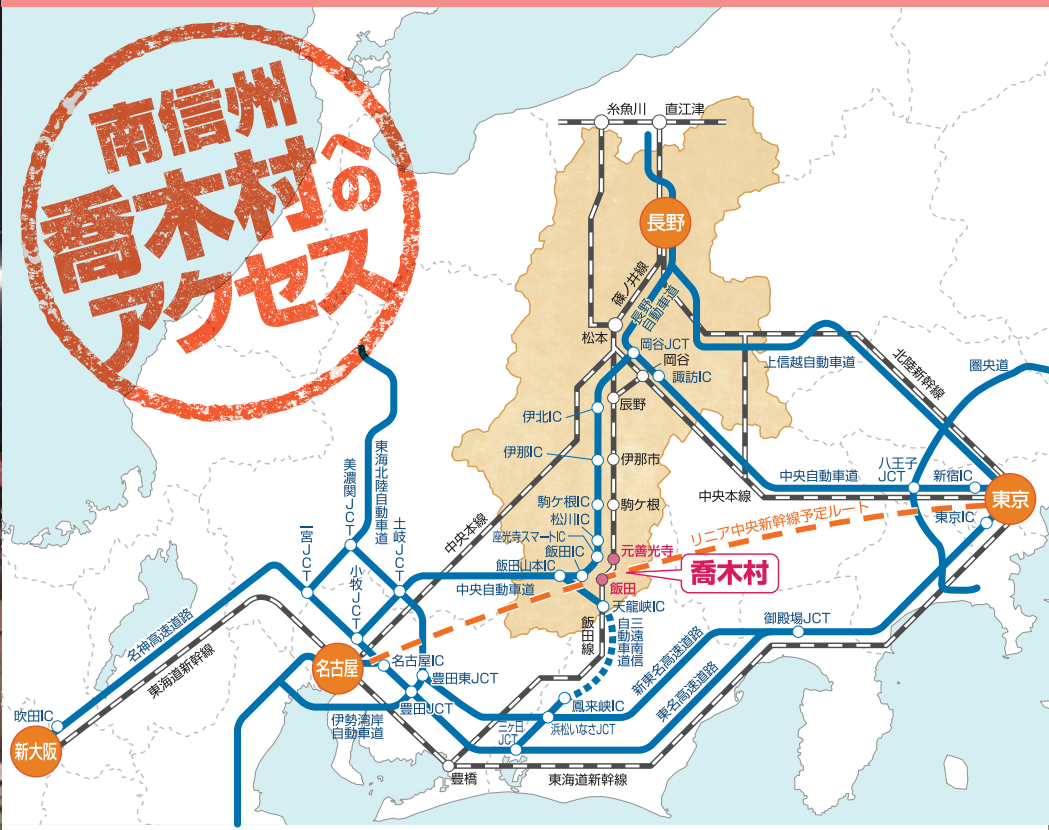 南信州
喬木村への
アクセス
糸魚川
直江津
長野
篠ノ井線
長野
自動車道
松本
岡谷JCT
岡谷
諏訪IC
上信越自動車道
北陸新幹線
圏央道
辰野
伊北IC
伊那IC
伊那市
中央自動車道
八王子
JCT
新宿IC
中央本線
東京
東京IC
駒ケ根IC
駒ケ根
松川IC
座光寺スマートIC
飯田IC
飯田山本IC
中央自動車道
元善光寺
飯田
喬木村
リニア中央新幹線予定ルート
天龍峡IC
飯田線
三遠南信
自動車道
御殿場JCT
新東名高速道路
東名高速道路
東海北陸自動車道
美濃関JCT
土岐JCT
中央本線
一宮JCT
小牧JCT
名神高速道路
東海道新幹線
名古屋
名古屋IC
豊田東JCT
豊田JCT
伊勢湾岸
自動車道
鳳来峡IC
浜松いなさJCT
三ケ日
JCT
吹田IC
新大阪
豊橋
東海道新幹線